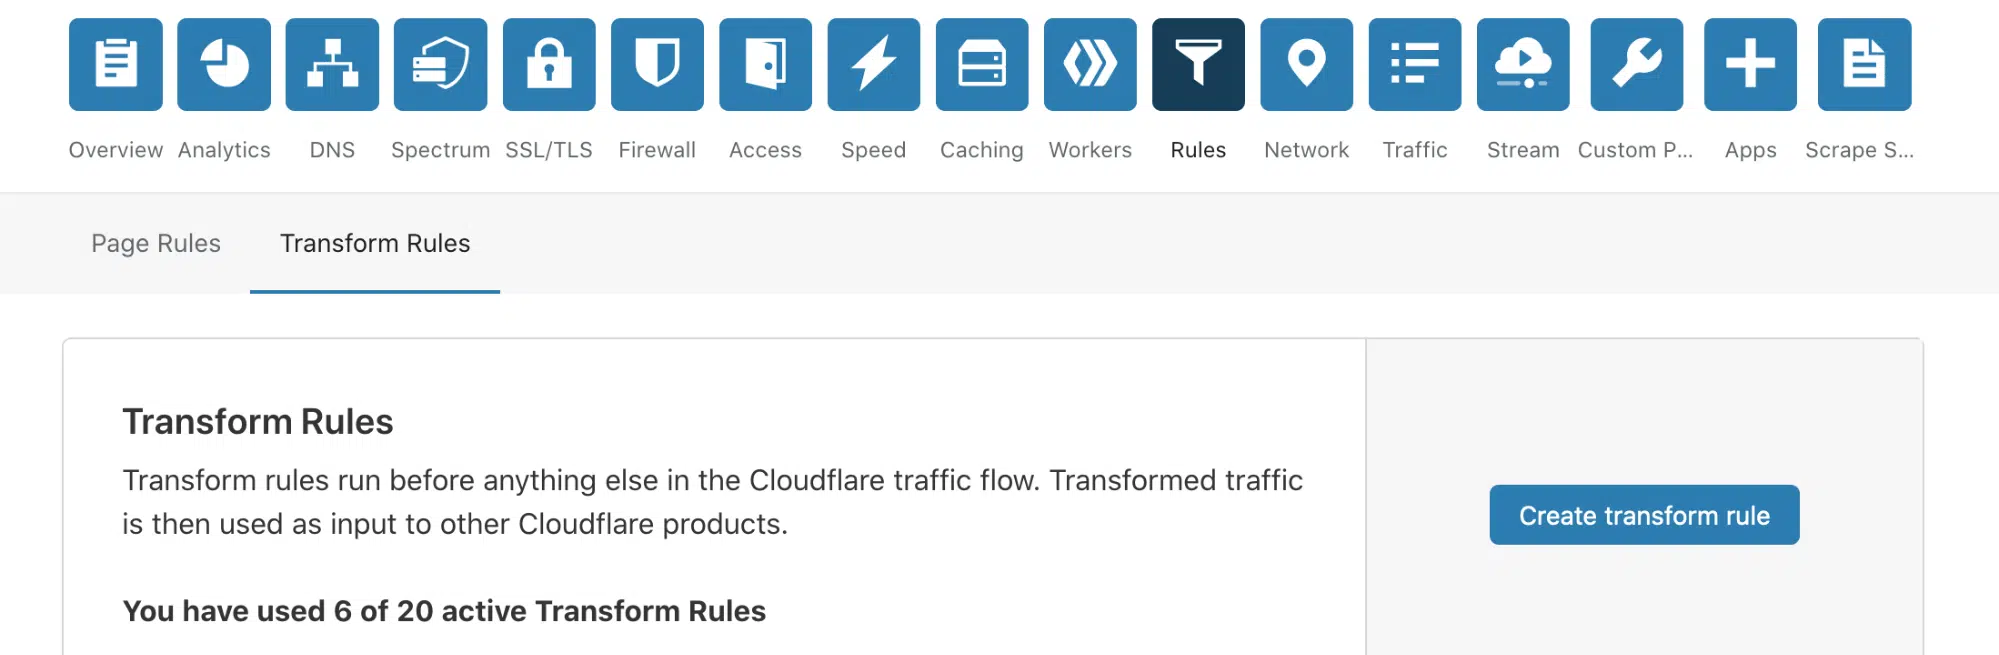 Overview Analytics DNS Spectrum SSL/TLS Firewall Access Speed Caching Workers Rules Network Traffic Stream Custom P... Apps Scrape S...
Page Rules Transform Rules
Transform Rules
Transform rules run before anything else in the Cloudflare traffic flow. Transformed traffic
is then used as input to other Cloudflare products.
Create transform rule
You have used 6 of 20 active Transform Rules